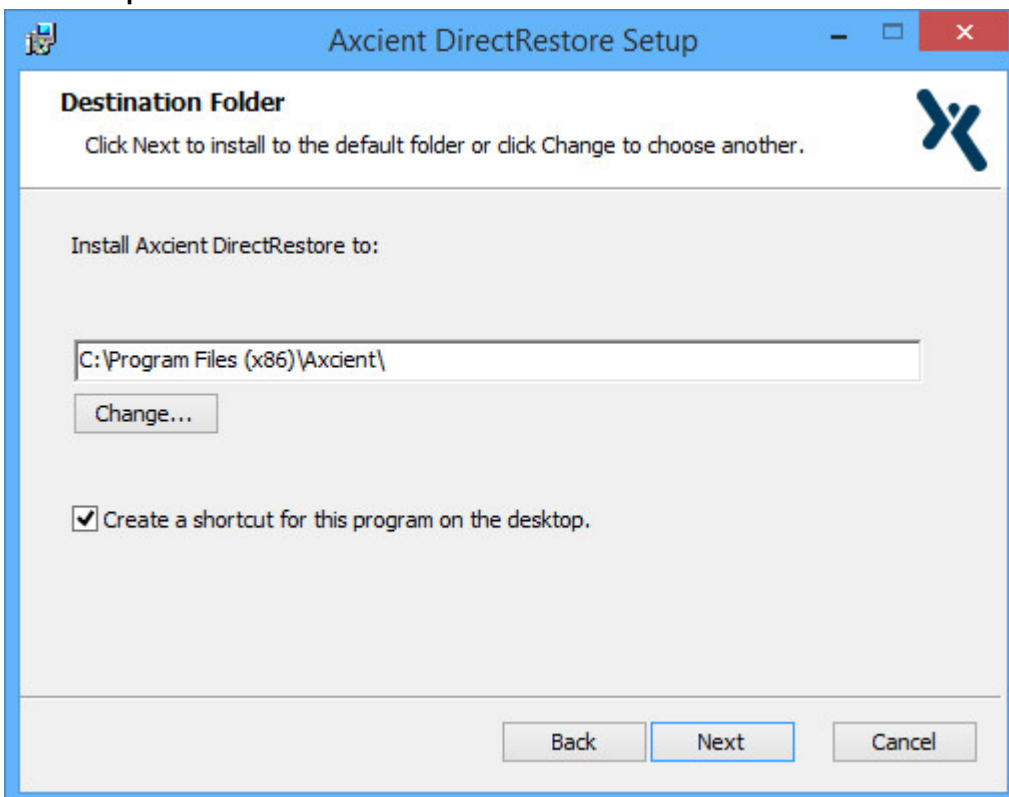 Axcient DirectRestore Setup
Destination Folder
Click Next to install to the default folder or click Change to choose another.
Install Axcient DirectRestore to:
C:\Program Files (x86)\Axcient\
Change...
Create a shortcut for this program on the desktop.
Back Next Cancel